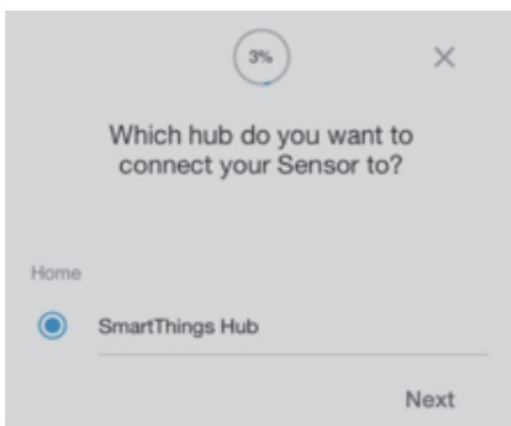 3%
Which hub do you want to
connect your Sensor to?
Home
SmartThings Hub
Next